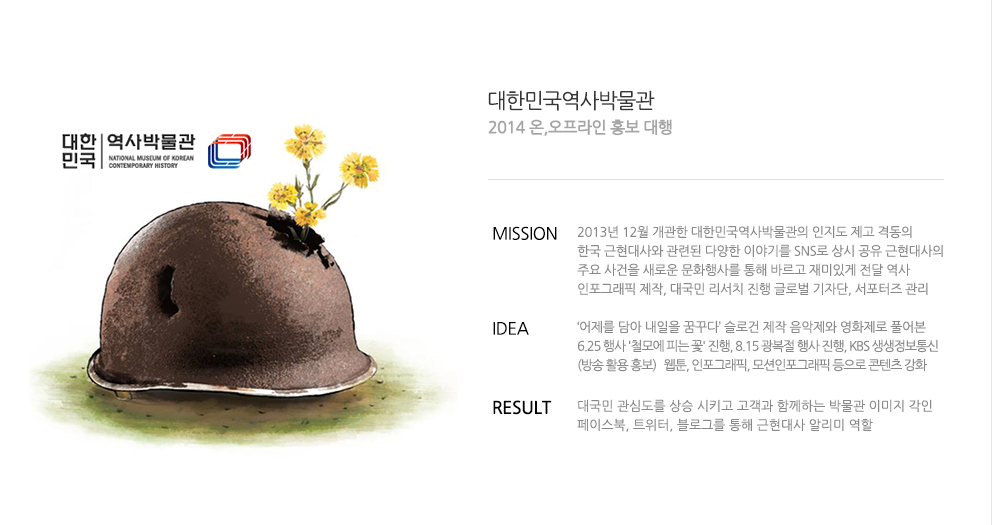 대한민국역사박물관
2014 온,오프라인 홍보 대행
대한민국 역사박물관
NATIONAL MUSEUM OF KOREAN
CONTEMPORARY HISTORY
MISSION
2013년 12월 개관한 대한민국역사박물관의 인지도 제고 격동의
한국 근현대사와 관련된 다양한 이야기를 SNS로 상시 공유 근현대사의
주요 사건을 새로운 문화행사를 통해 바르고 재미있게 전달 역사
인포그래픽 제작, 대국민 리서치 진행 글로벌 기자단, 서포터즈 관리
IDEA
'어제를 담아 내일을 꿈꾸다' 슬로건 제작 음악제와 영화제로 풀어본
6.25 행사 '철모에 피는 꽃' 진행, 8.15 광복절 행사 진행, KBS 생생정보통신
(방송 활용 홍보) 웹툰, 인포그래픽, 모션인포그래픽 등으로 콘텐츠 강화
RESULT
대국민 관심도를 상승 시키고 고객과 함께하는 박물관 이미지 각인
페이스북, 트위터, 블로그를 통해 근현대사 알리미 역할